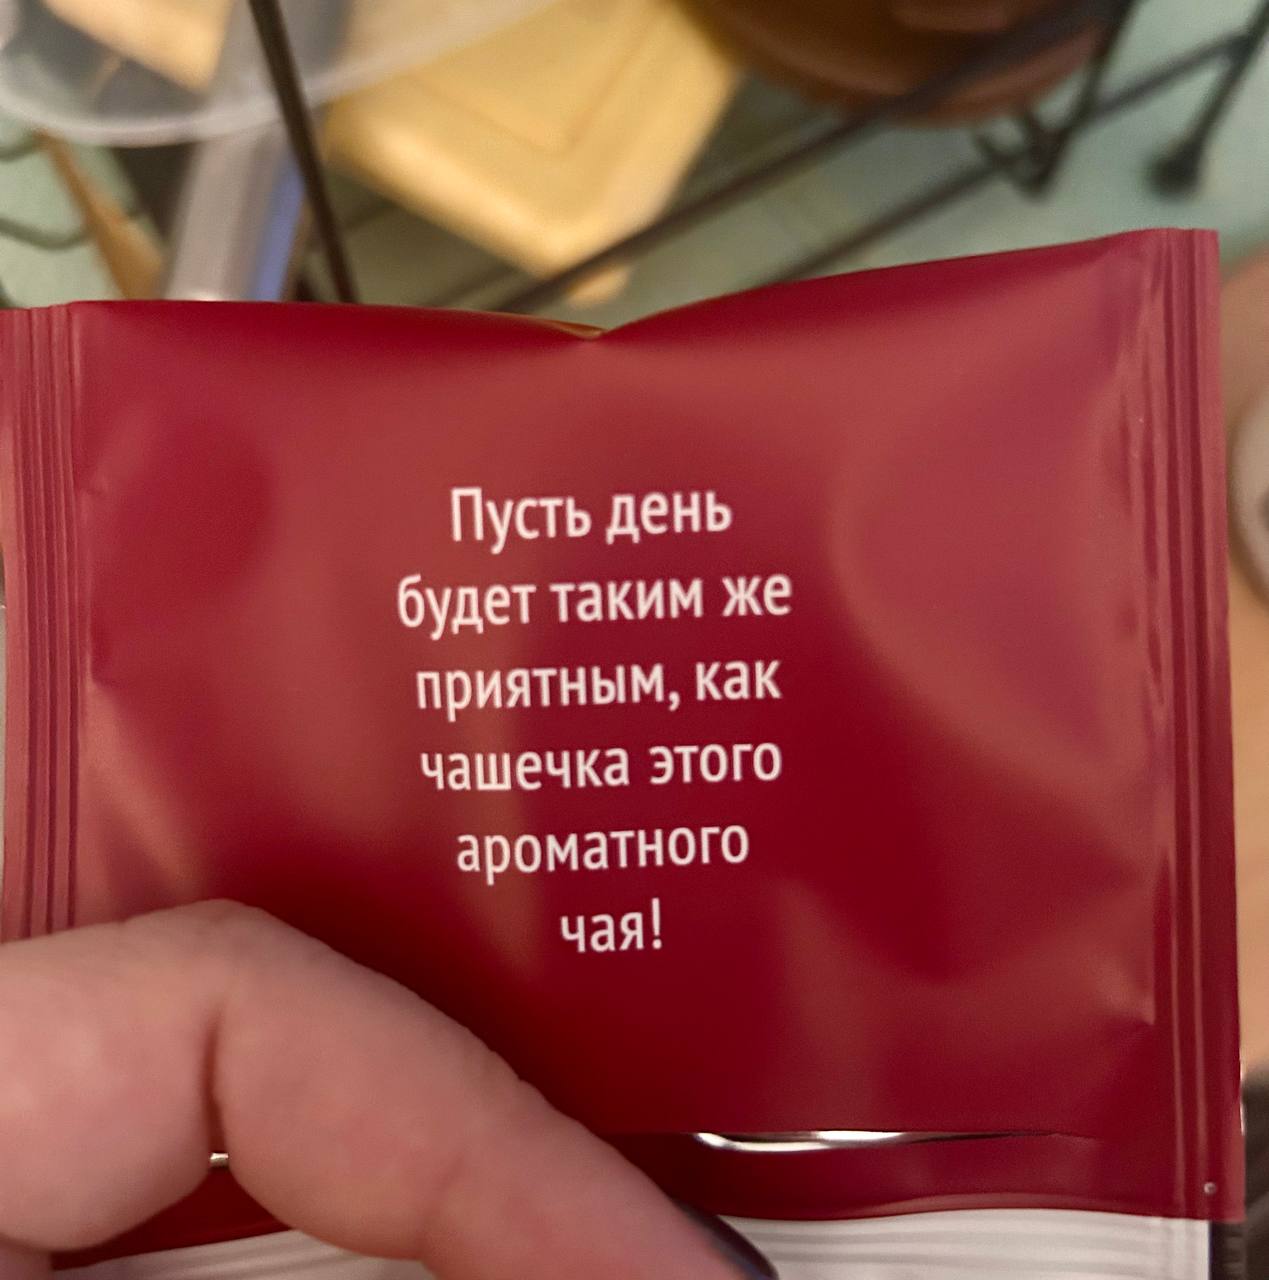 Пусть день
будет таким же
приятным, как
чашечка этого
ароматного
чая!